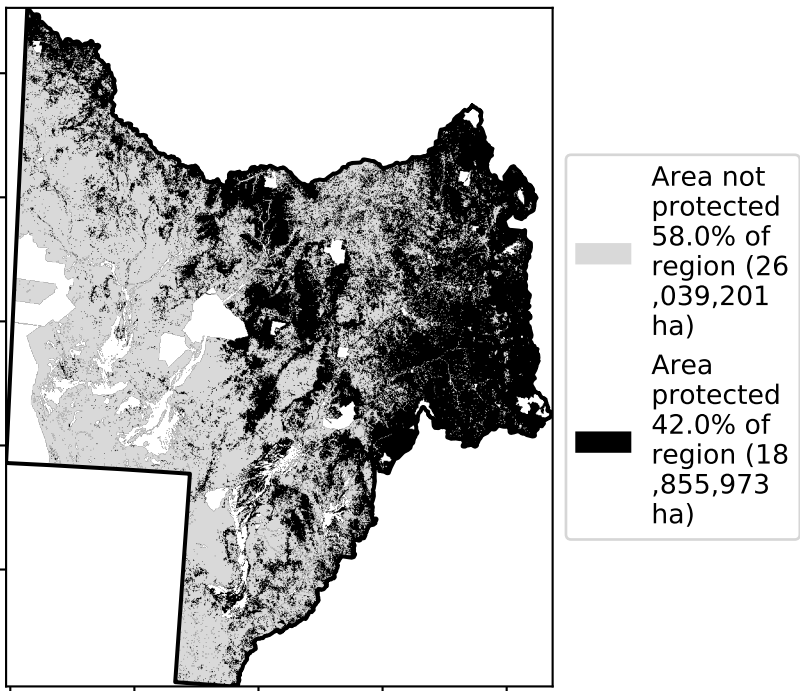 Area not
protected
58.0% of
region (26
,039,201
ha)
Area
protected
42.0% of
region (18
,855,973
ha)